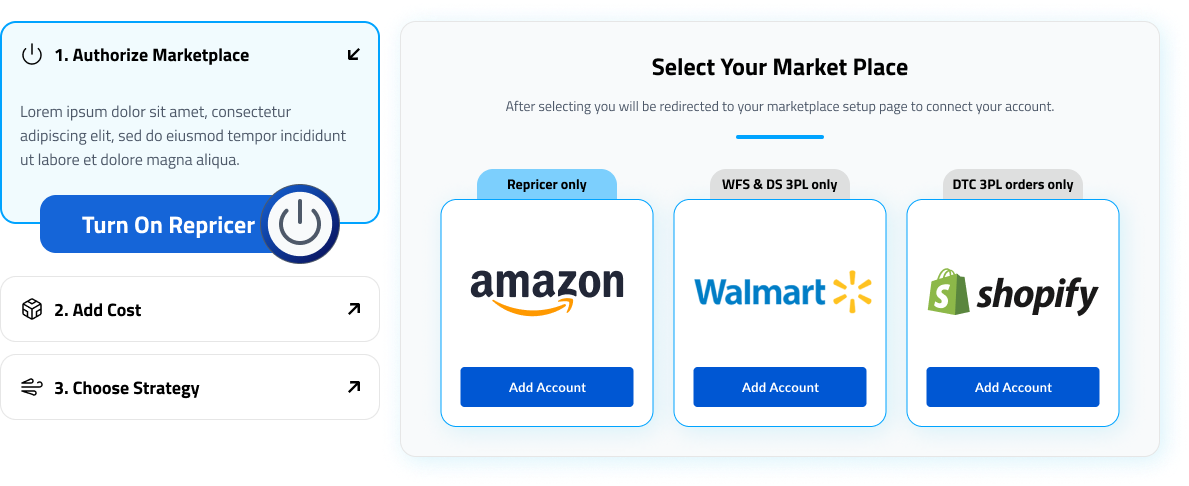 1. Authorize Marketplace
Lorem ipsum dolor sit amet, consectetur
adipiscing elit, sed do eiusmod tempor incididunt
ut labore et dolore magna aliqua.
Turn On Repricer
2. Add Cost
3. Choose Strategy
Select Your Market Place
After selecting you will be redirected to your marketplace setup page to connect your account.
Repricer only
amazon
Add Account
WFS & DS 3PL only
Walmart
Add Account
DTC 3PL orders only
shopify
Add Account